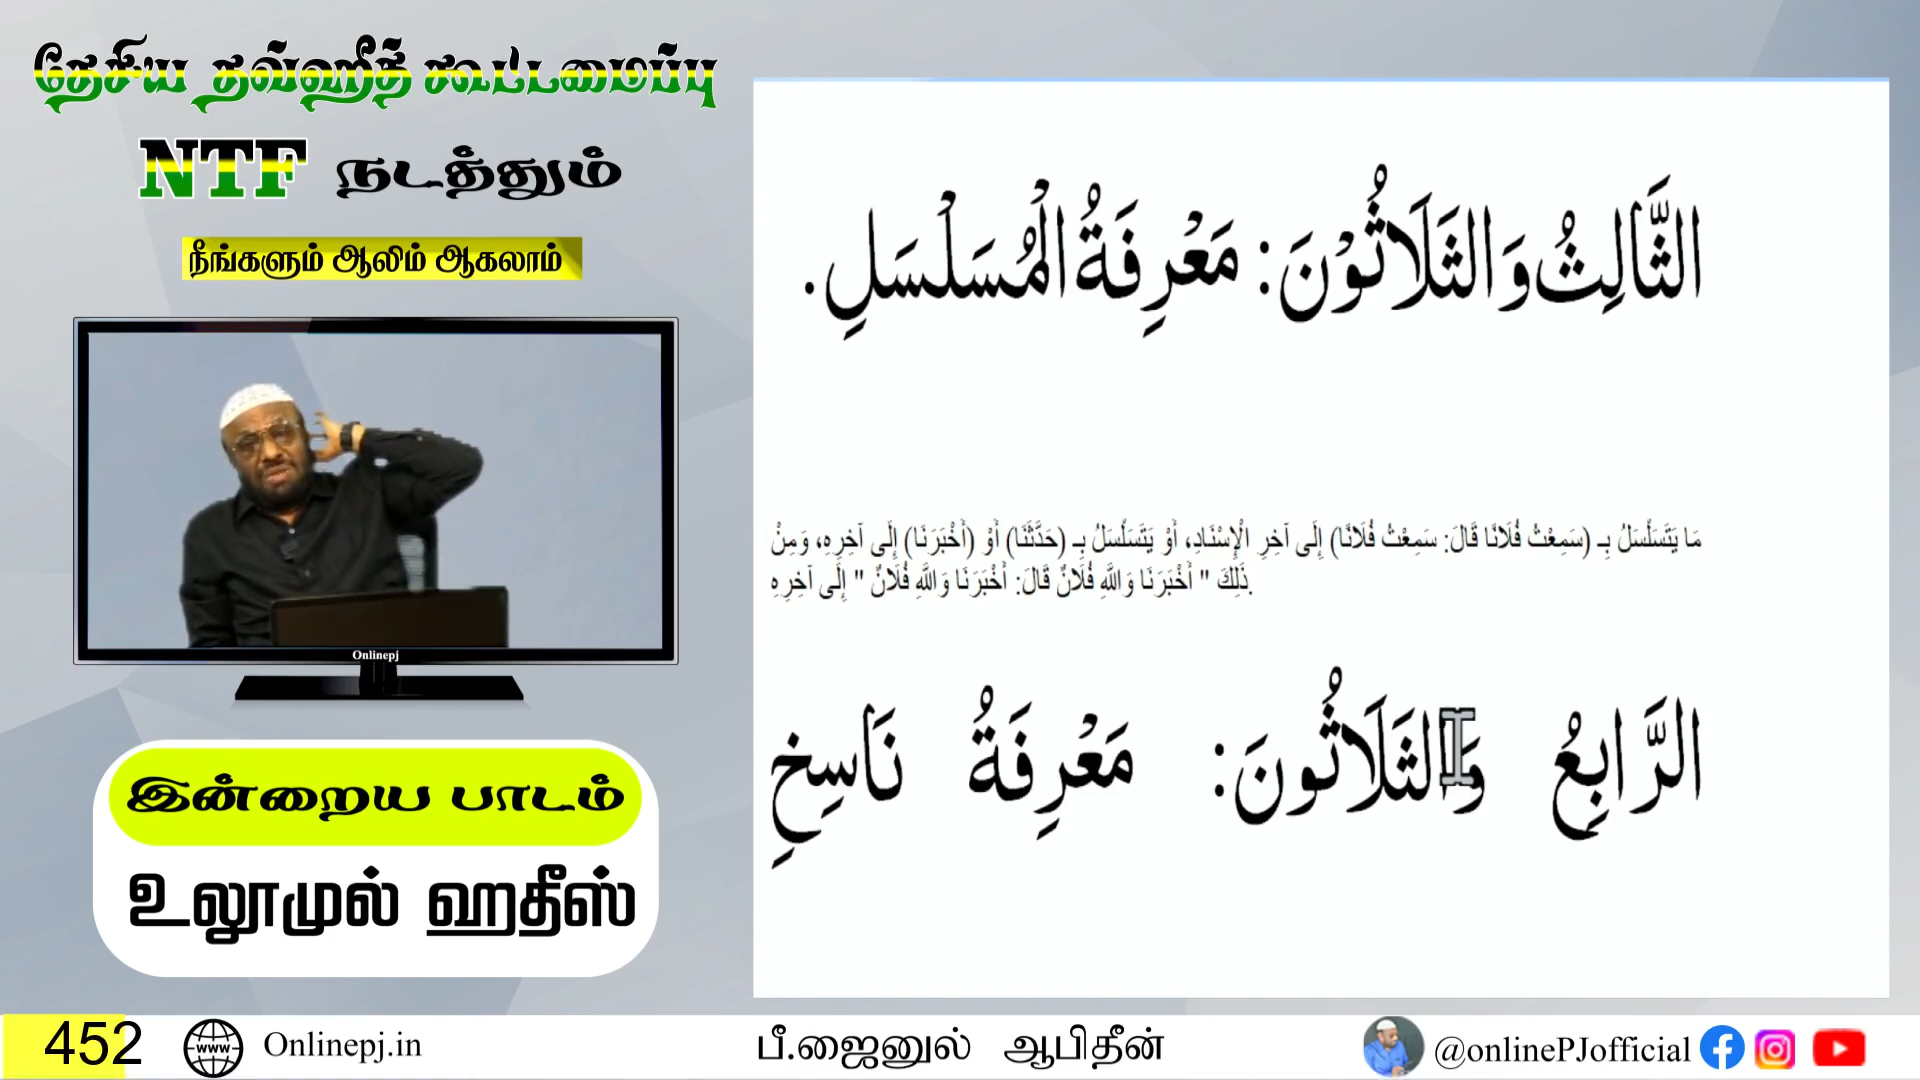 தேசிய தவ்ஹீத் கூட்டமைப்பு
NTF நடத்தும்
நீங்களும் ஆலிம் ஆகலாம்
Onlinepj
இன்றைய பாடம்
உலூமுல் ஹதீஸ்
الثَّالِثُ وَالثَلَاثُوْنَ: مَعْرِفَةُ الْمُسَلْسَلِ.
مَا يَتَسَلْسَلُ بِـ (سَمِعْتُ فُلَانًا قَالَ: سَمِعْتُ فُلَانًا) إِلَى آخِرِ الْإِسْنَادِ، أَوْ يَتَسَلْسَلُ بِـ (حَدَّثَنَا) أَوْ (أَخْبَرَنَا) إِلَى آخِرِهِ، وَمِنْ
ذَلِكَ " أَخْبَرَنَا وَاللَّهِ فُلَانٌ قَالَ: أَخْبَرَنَا وَاللَّهِ فُلَانٌ " إِلَى آخِرِهِ.
الرَّابِعُ وَالثَلَاثُونَ: مَعْرِفَةُ نَاسِخِ
452
WWW
Onlinepj.in
பீ.ஜைனுல் ஆபிதீன்
@onlinePJofficial